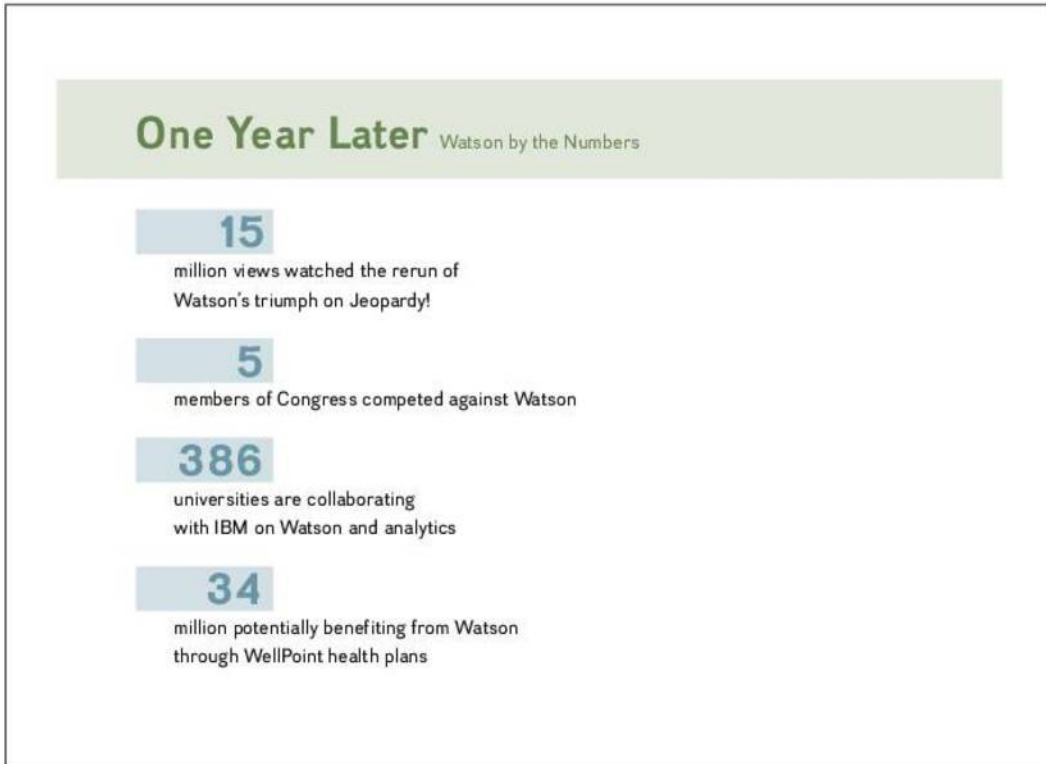 One Year Later Watson by the Numbers
15
million views watched the rerun of
Watson's triumph on Jeopardy!
5
members of Congress competed against Watson
386
universities are collaborating
with IBM on Watson and analytics
34
million potentially benefiting from Watson
through WellPoint health plans